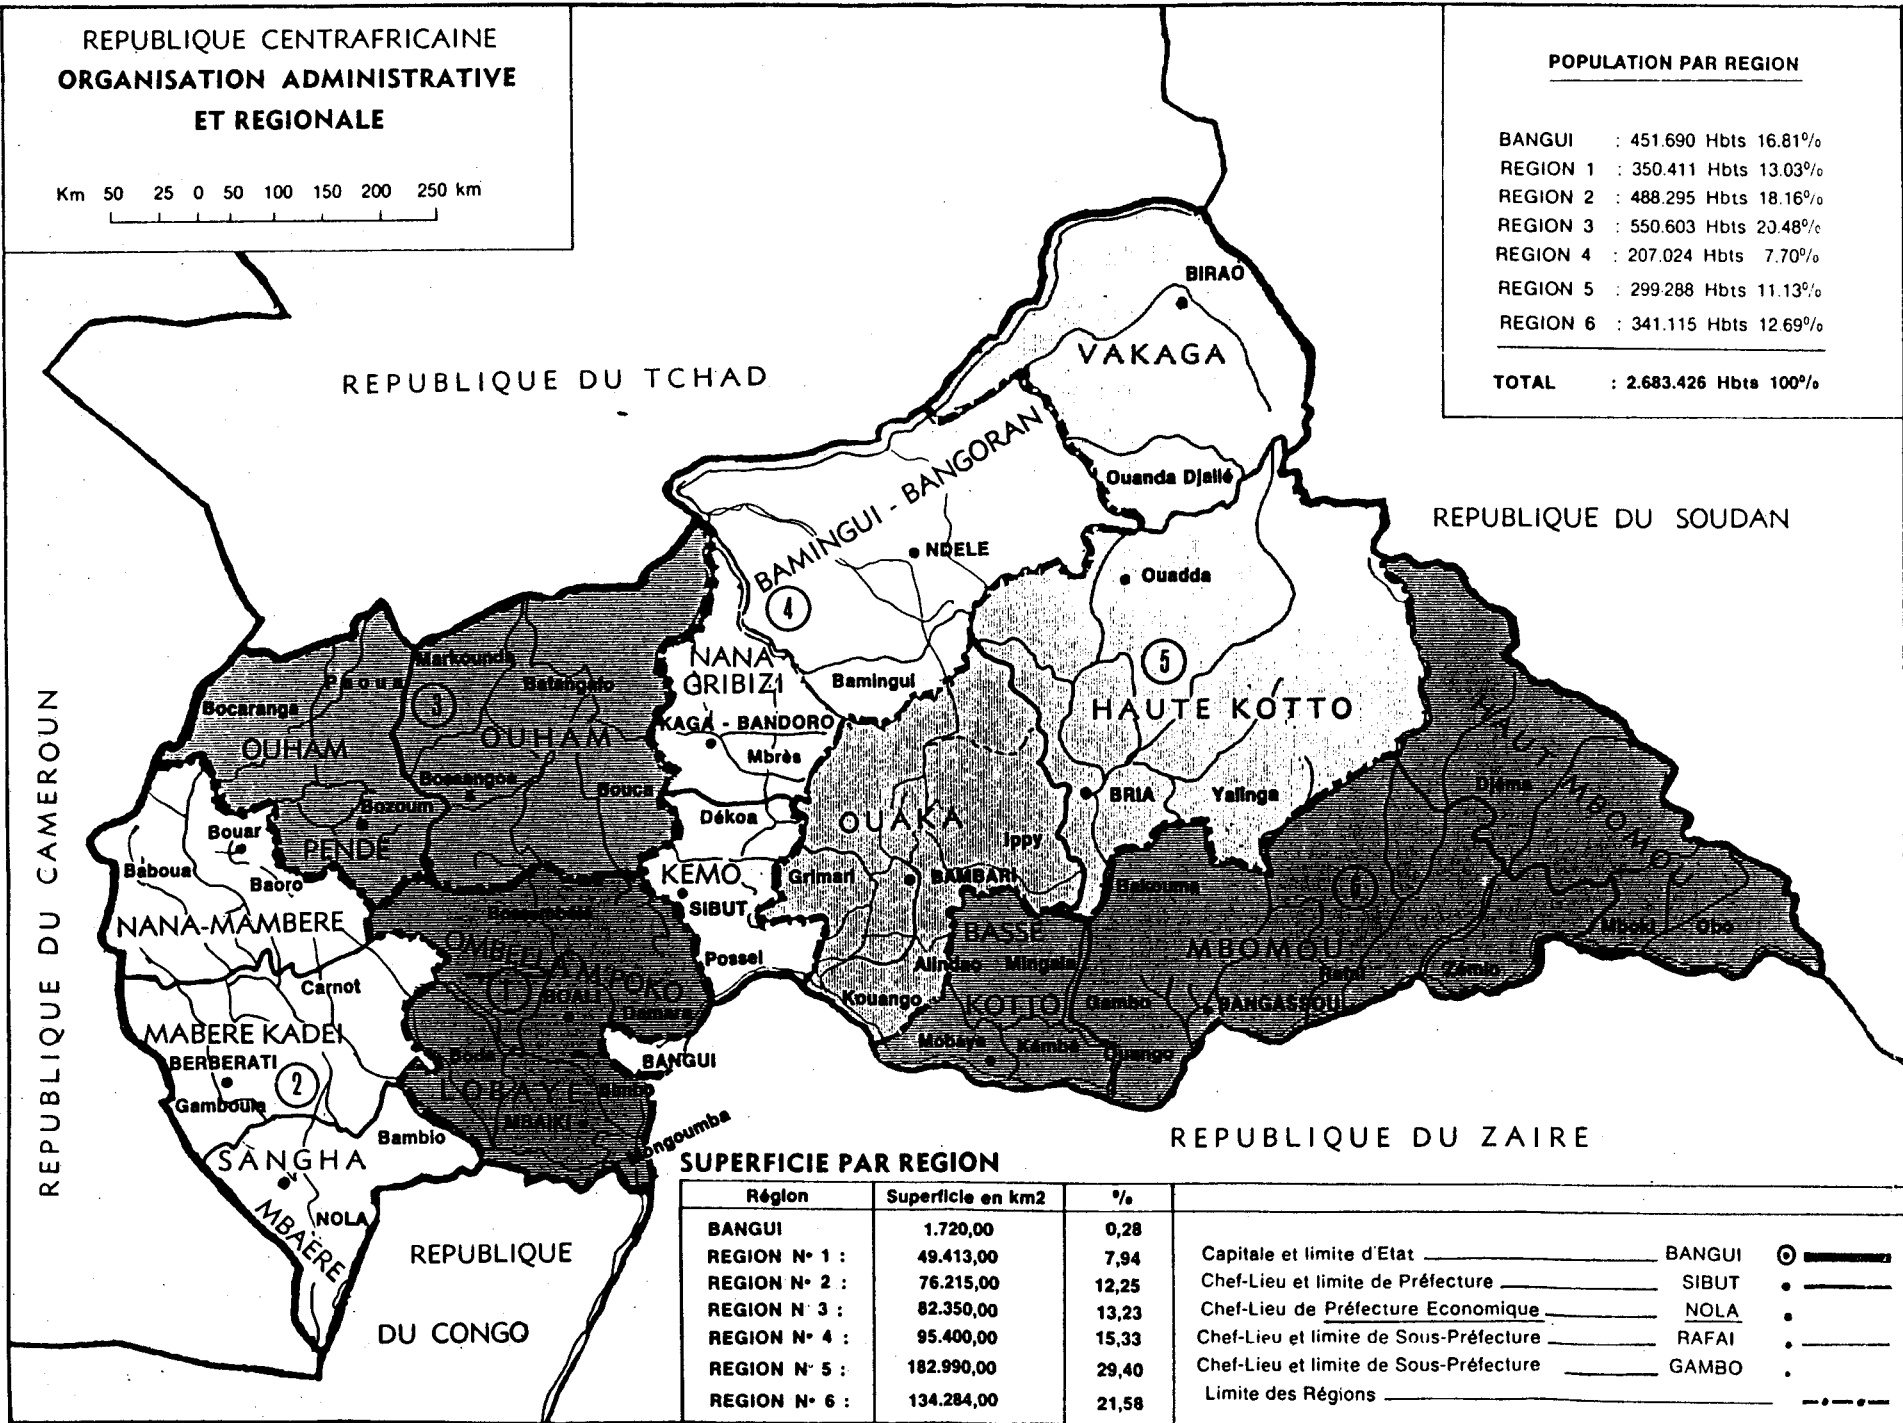 REPUBLIQUE CENTRAFRICAINE
ORGANISATION ADMINISTRATIVE
ET REGIONALE
Km 50 25 0 50 100 150 200 250 km
POPULATION PAR REGION
BANGUI : 451.690 Hbts 16.81%
REGION 1 : 350.411 Hbts 13.03%
REGION 2 : 488.295 Hbts 18.16%
REGION 3 : 550.603 Hbts 20.48%
REGION 4 : 207.024 Hbts 7.70%
REGION 5 : 299.288 Hbts 11.13%
REGION 6 : 341.115 Hbts 12.69%
TOTAL : 2.683.426 Hbts 100%
REPUBLIQUE DU TCHAD
REPUBLIQUE DU SOUDAN
REPUBLIQUE DU CAMEROUN
REPUBLIQUE DU ZAIRE
REPUBLIQUE
DU CONGO
BIRAO
VAKAGA
Ouanda Djallé
BAMINGUI - BANGORAN
NDELE
4
Bamingui
Ouadda
5
HAUTE KOTTO
BRIA
Yalinga
NANA
GRIBIZI
KAGA - BANDORO
Mbrès
Dékoa
KEMO
SIBUT
Possel
Markounda
Paoua
3
Batangafo
Bocaranga
OUHAM
OUHAM
Bossangoa
Bouca
Bozoum
PENDE
Bouar
Baboua
Baoro
NANA-MAMBERE
Carnot
MABERE KADEI
BERBERATI
2
Gamboula
Bambio
SANGHA
MBAERE
NOLA
Bossembélé
OMBELLA MPOKO
1
BOALI
Damara
BANGUI
Boda
LOBAYE
Bimbo
MBAIKI
Mongoumba
OUAKA
Ippy
Grimari
BAMBARI
Kouango
BASSE
KOTTO
Alindao
Mingala
Mobaye
Kembé
Bakouma
6
MBOMOU
Gambo
BANGASSOU
Rafai
Ouango
HAUT MBOMOU
Djéma
Mboki
Obo
Zémio
SUPERFICIE PAR REGION
Région Superficie en km2 %
BANGUI 1.720,00 0,28
REGION N° 1 : 49.413,00 7,94
REGION N° 2 : 76.215,00 12,25
REGION N° 3 : 82.350,00 13,23
REGION N° 4 : 95.400,00 15,33
REGION N° 5 : 182.990,00 29,40
REGION N° 6 : 134.284,00 21,58
Capitale et limite d'Etat BANGUI
Chef-Lieu et limite de Préfecture SIBUT
Chef-Lieu de Préfecture Economique NOLA
Chef-Lieu et limite de Sous-Préfecture RAFAI
Chef-Lieu et limite de Sous-Préfecture GAMBO
Limite des Régions